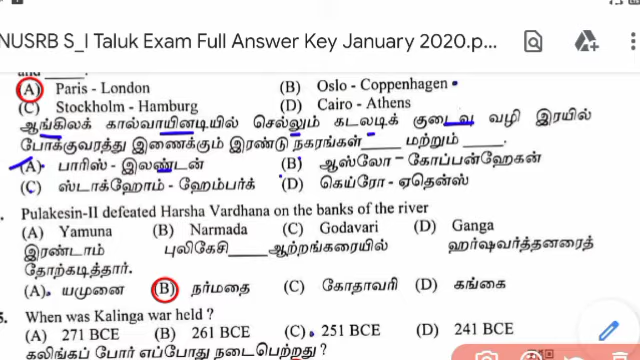 NUSRB S_I Taluk Exam Full Answer Key January 2020.p...
and
(A) Paris - London (B) Oslo - Coppenhagen
(C) Stockholm - Hamburg (D) Cairo - Athens
ஆங்கிலக் கால்வாயினடியில் செல்லும் கடலடிக் குடைவு வழி இரயில்
போக்குவரத்து இணைக்கும் இரண்டு நகரங்கள் ____ மற்றும் ____.
(A) பாரிஸ் - இலண்டன் (B) ஆஸ்லோ - கோப்பன்ஹேகன்
(C) ஸ்டாக்ஹோம் - ஹேம்பர்க் (D) கெய்ரோ - ஏதென்ஸ்
. Pulakesin-II defeated Harsha Vardhana on the banks of the river
(A) Yamuna (B) Narmada (C) Godavari (D) Ganga
இரண்டாம் புலிகேசி ____ ஆற்றங்கரையில் ஹர்ஷவர்த்தனரைத்
தோற்கடித்தார்.
(A) யமுனை (B) நர்மதை (C) கோதாவரி (D) கங்கை
5. When was Kalinga war held ?
(A) 271 BCE (B) 261 BCE (C) 251 BCE (D) 241 BCE
கலிங்கப் போர் எப்போது நடைபெற்றது ?